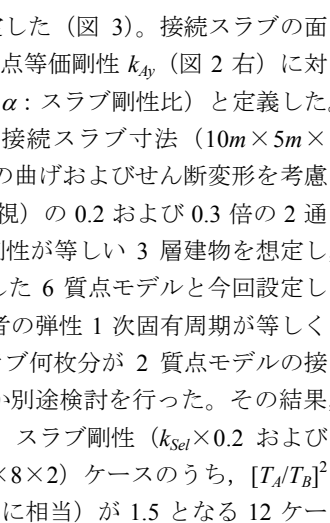 定した（図 3）。接続スラブの面
点等価剛性 kAy（図 2 右）に対
α：スラブ剛性比）と定義した。
接続スラブ寸法（10m×5m×
の曲げおよびせん断変形を考慮
視）の 0.2 および 0.3 倍の 2 通
剛性が等しい 3 層建物を想定し
した 6 質点モデルと今回設定し
者の弾性 1 次固有周期が等しく
ブ何枚分が 2 質点モデルの接
か別途検討を行った。その結果，
スラブ剛性（kSel×0.2 および
×8×2）ケースのうち，[TA/TB]²
に相当）が 1.5 となる 12 ケー